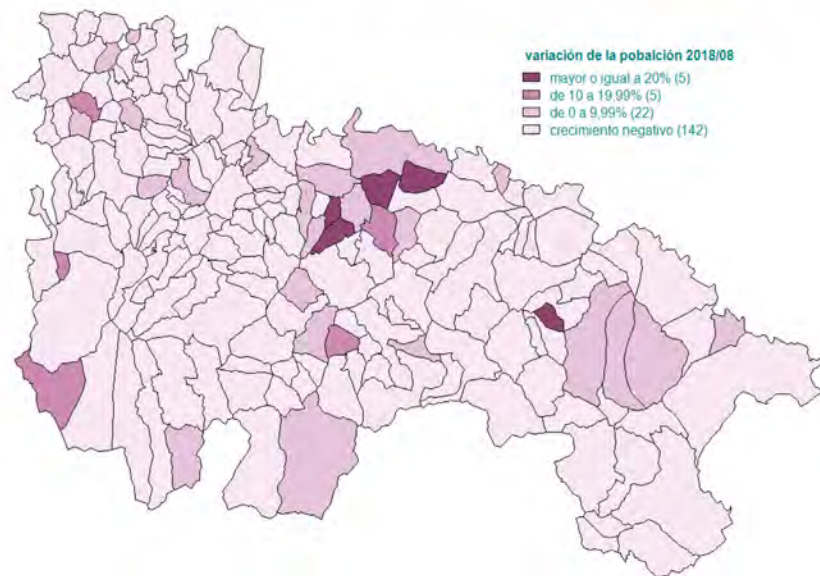 variación de la pobalción 2018/08
mayor o igual a 20% (5)
de 10 a 19,99% (5)
de 0 a 9,99% (22)
crecimiento negativo (142)